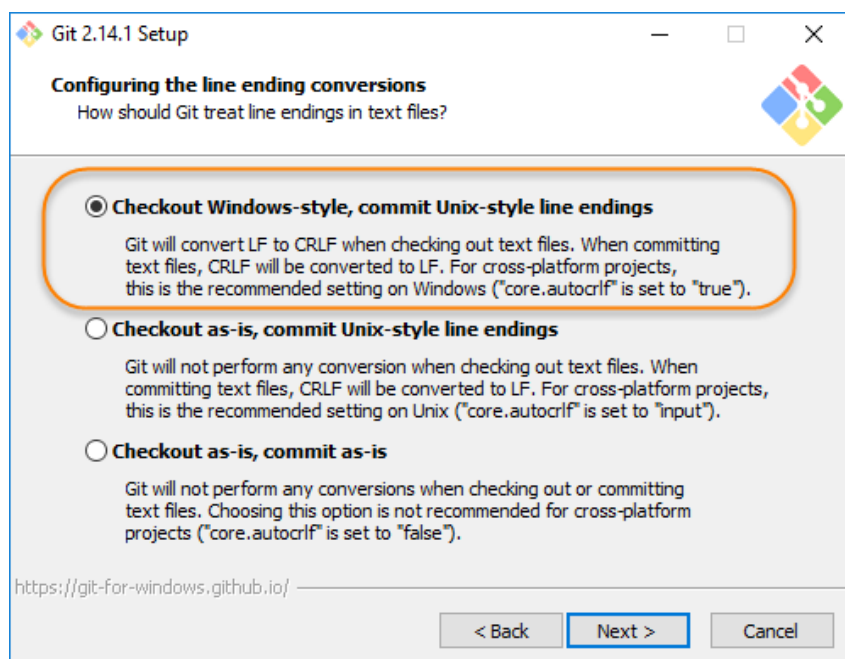 Git 2.14.1 Setup
Configuring the line ending conversions
How should Git treat line endings in text files?
Checkout Windows-style, commit Unix-style line endings
Git will convert LF to CRLF when checking out text files. When committing
text files, CRLF will be converted to LF. For cross-platform projects,
this is the recommended setting on Windows ("core.autocrlf" is set to "true").
Checkout as-is, commit Unix-style line endings
Git will not perform any conversion when checking out text files. When
committing text files, CRLF will be converted to LF. For cross-platform projects,
this is the recommended setting on Unix ("core.autocrlf" is set to "input").
Checkout as-is, commit as-is
Git will not perform any conversions when checking out or committing
text files. Choosing this option is not recommended for cross-platform
projects ("core.autocrlf" is set to "false").
https://git-for-windows.github.io/
< Back Next > Cancel